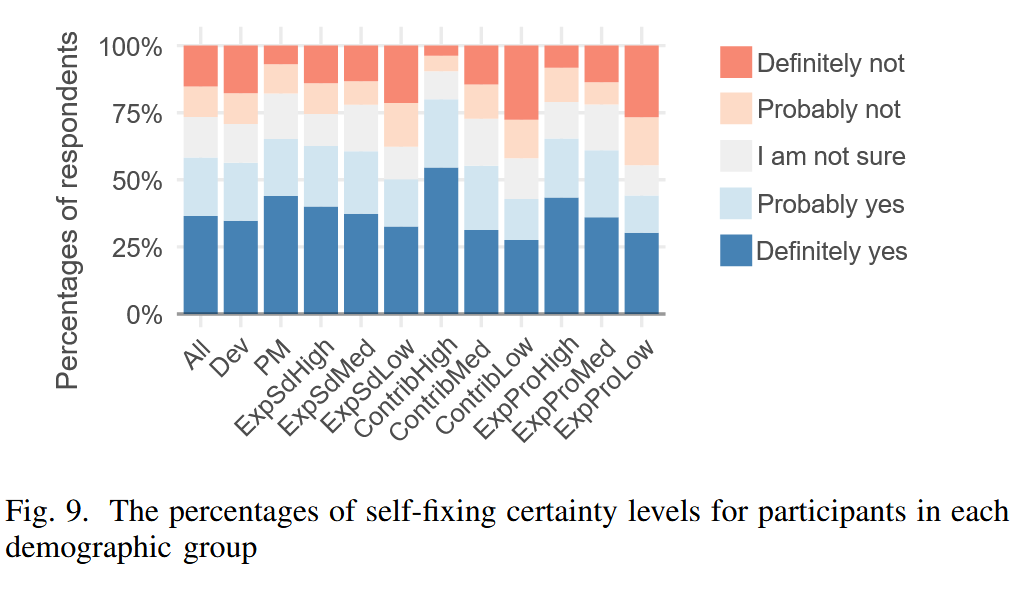 Percentages of respondents
100%
75%
50%
25%
0%
All
Dev
PM
ExpSdHigh
ExpSdMed
ExpSdLow
ContribHigh
ContribMed
ContribLow
ExpProHigh
ExpProMed
ExpProLow
Definitely not
Probably not
I am not sure
Probably yes
Definitely yes
Fig. 9. The percentages of self-fixing certainty levels for participants in each
demographic group